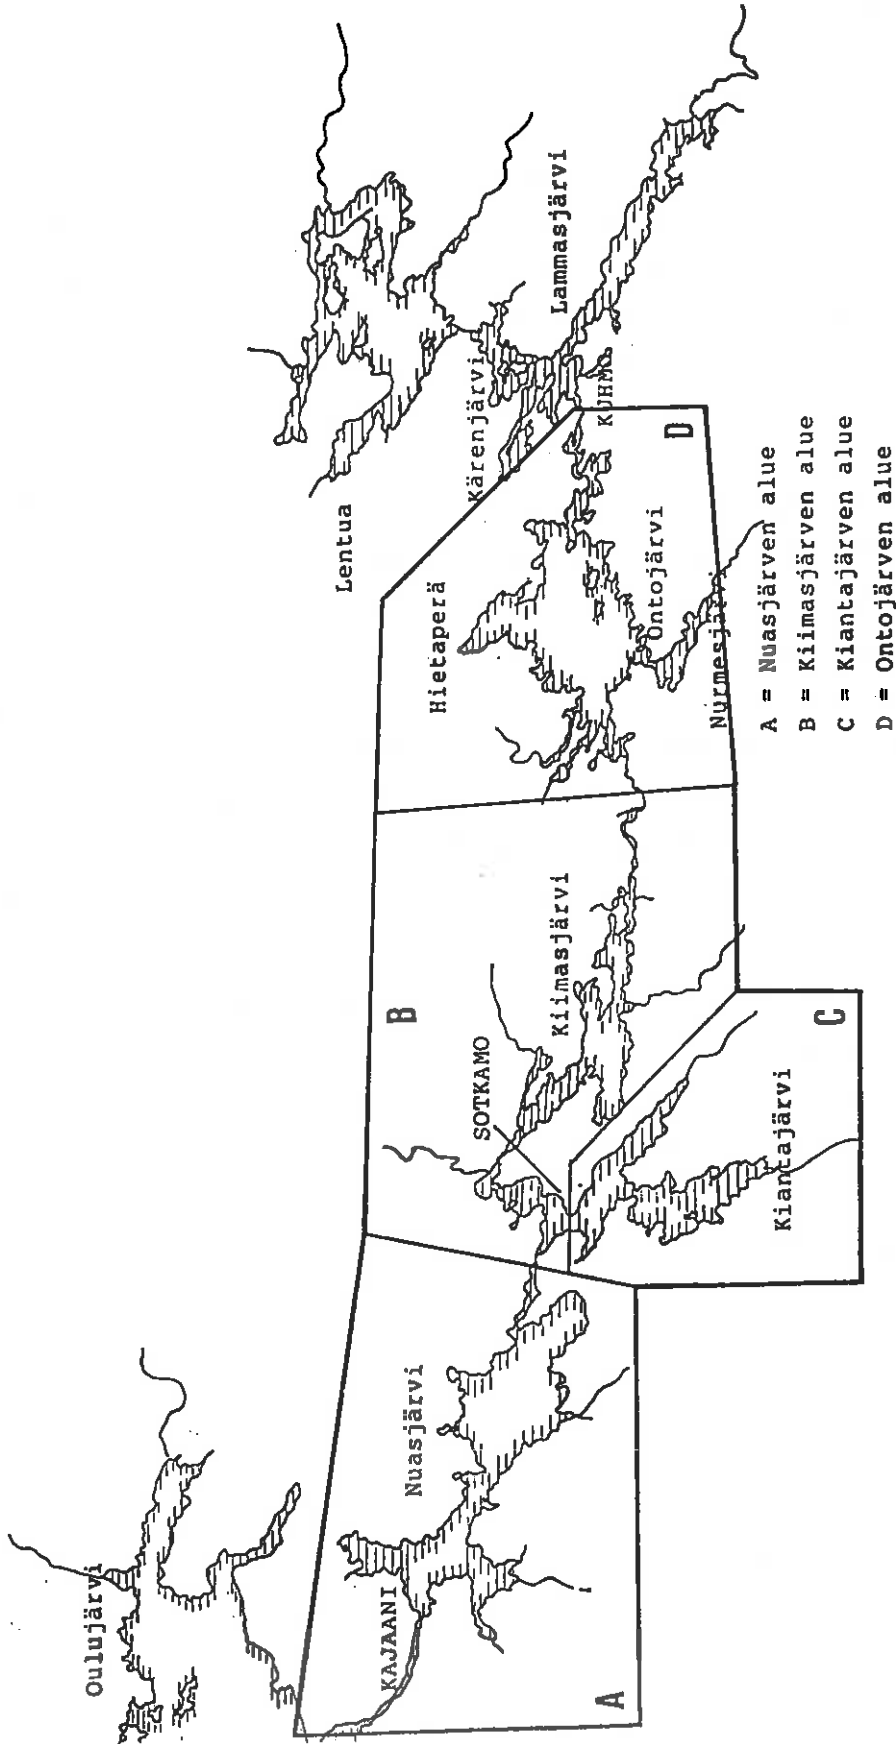 Oulujärvi
KAJAANI
Nuasjärvi
A
SOTKAMO
B
Kiimasjärvi
Kiantajärvi
C
Hietaperä
Ontojärvi
Nurmesjärvi
D
Lentua
Kärenjärvi
KUHMO
Lammasjärvi
A = Nuasjärven alue
B = Kiimasjärven alue
C = Kiantajärven alue
D = Ontojärven alue